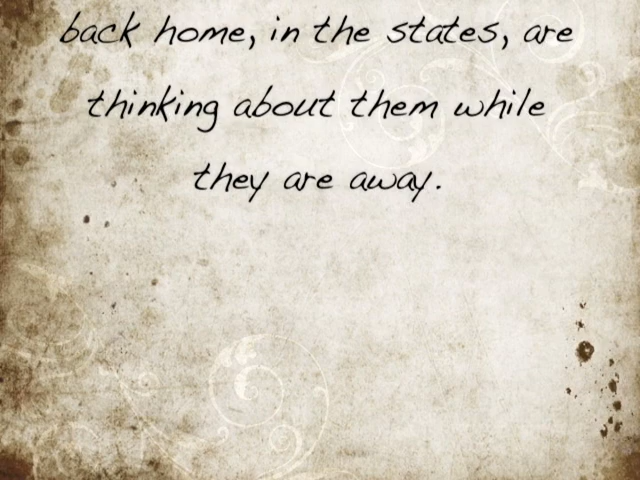 back home, in the states, are
thinking about them while
they are away.